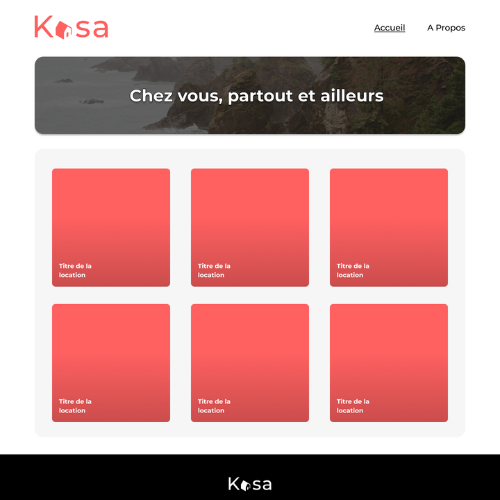 Kasa
Accueil A Propos
Chez vous, partout et ailleurs
Titre de la
location
Titre de la
location
Titre de la
location
Titre de la
location
Titre de la
location
Titre de la
location
Kasa